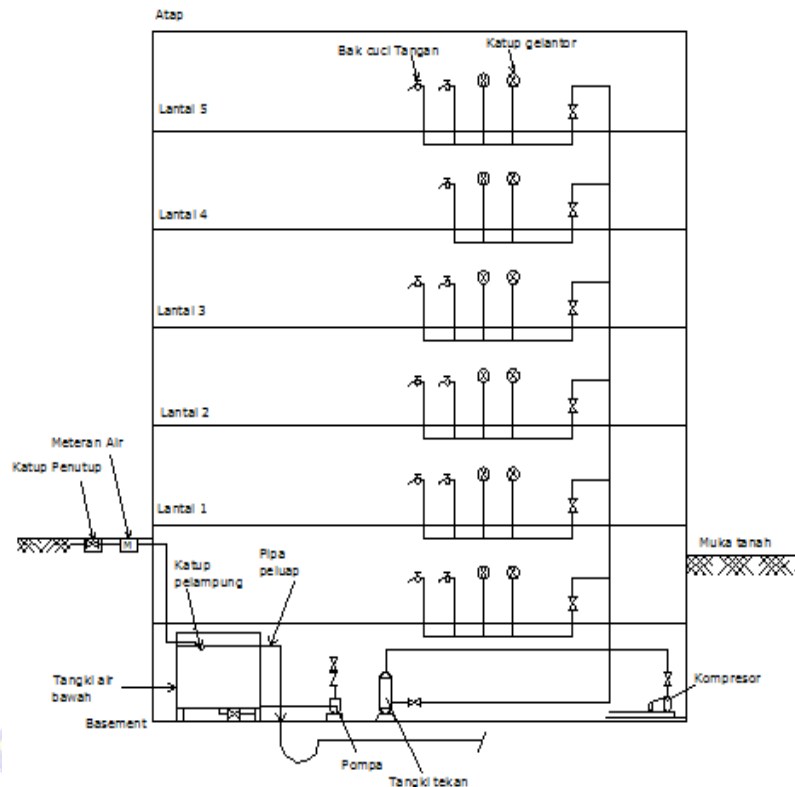 Atap
Bak cuci Tangan
Katup gelantor
Lantai 5
Lantai 4
Lantai 3
Lantai 2
Meteran Air
Katup Penutup
Lantai 1
M
Muka tanah
Katup
pelampung
Pipa
peluap
Tangki air
bawah
Kompresor
Basement
Pompa
Tangki tekan